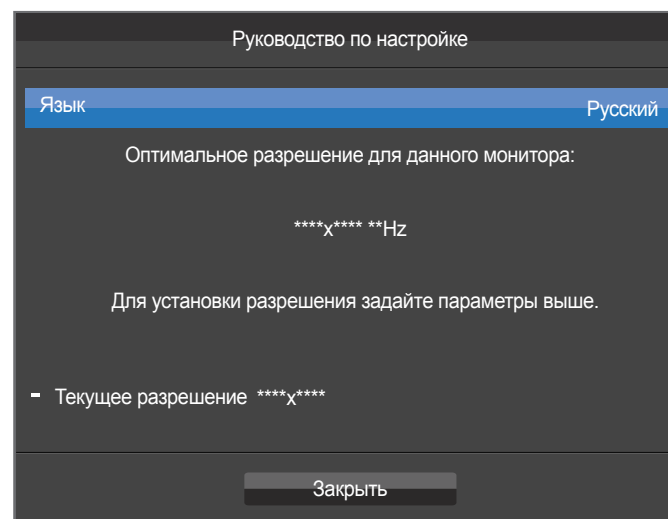 Руководство по настройке
Язык Русский
Оптимальное разрешение для данного монитора:
****x**** **Hz
Для установки разрешения задайте параметры выше.
- Текущее разрешение ****x****
Закрыть